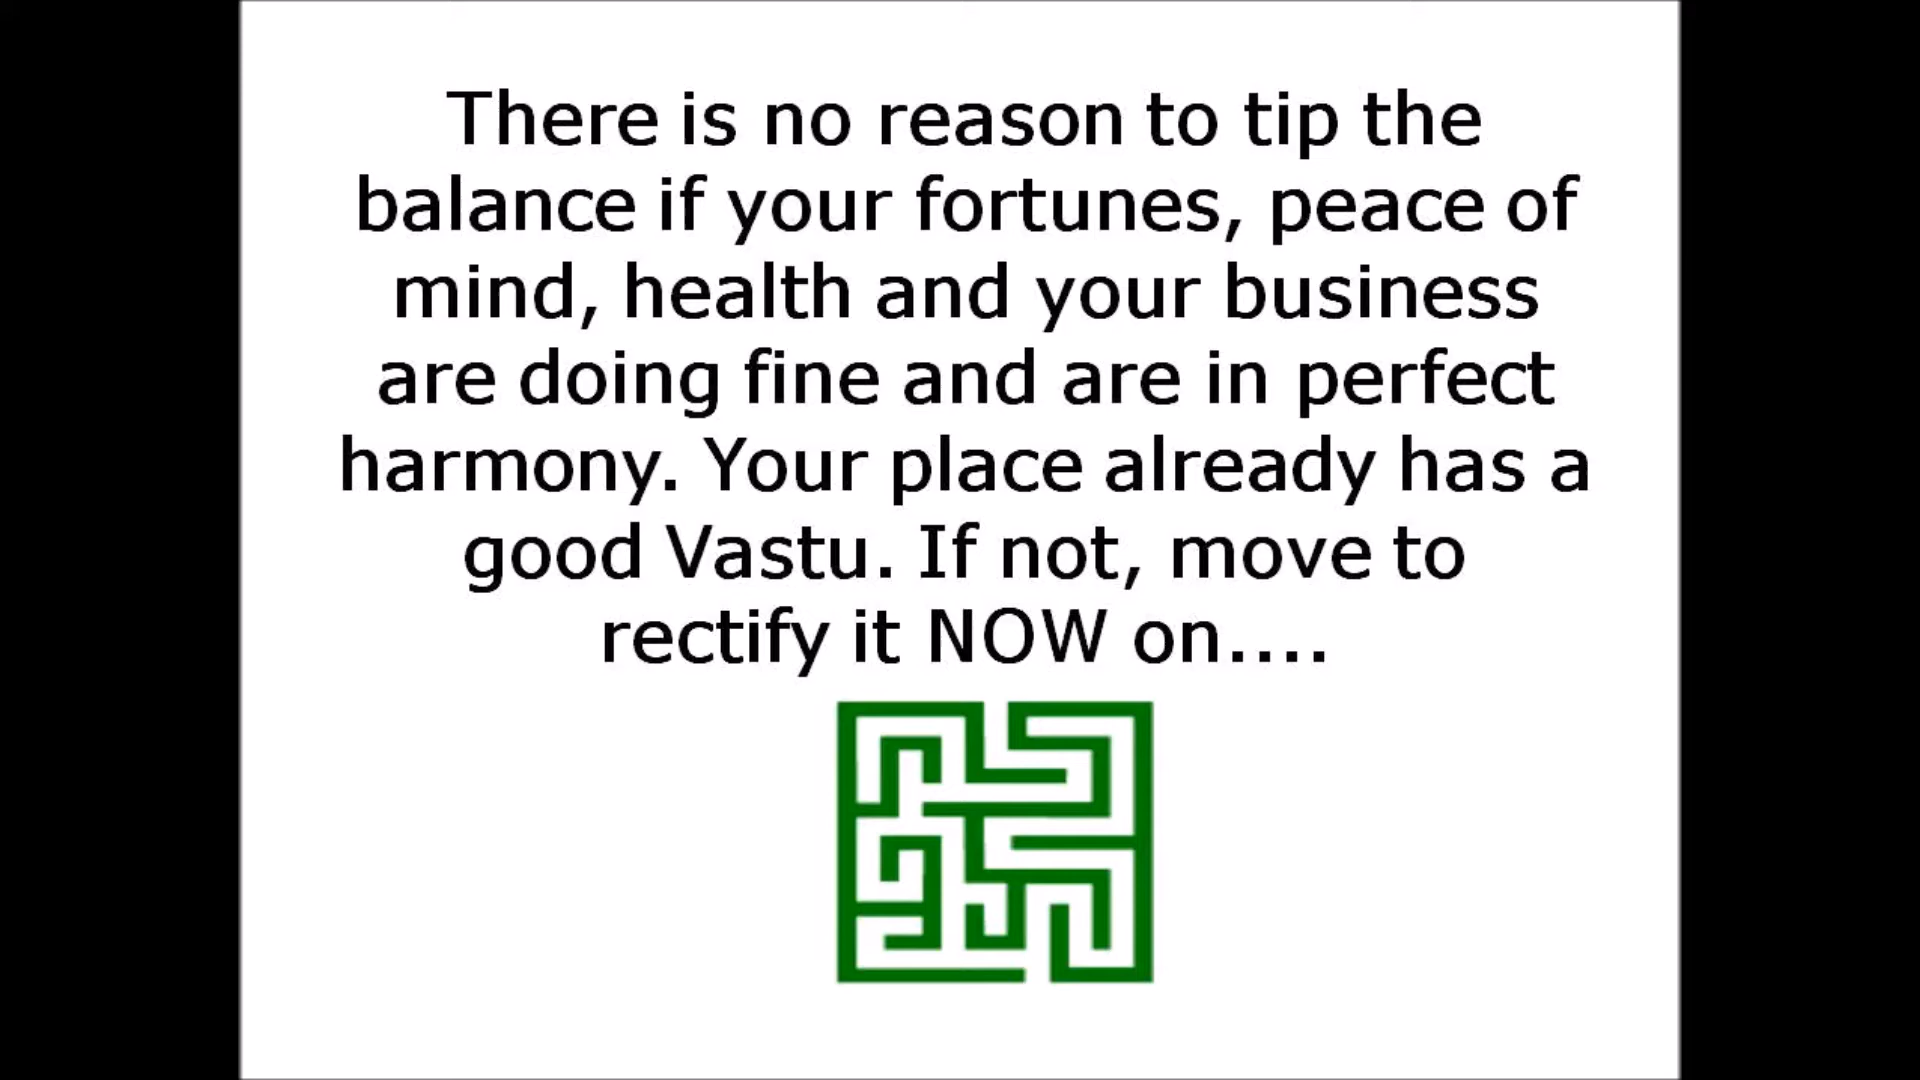 There is no reason to tip the
balance if your fortunes, peace of
mind, health and your business
are doing fine and are in perfect
harmony. Your place already has a
good Vastu. If not, move to
rectify it NOW on....